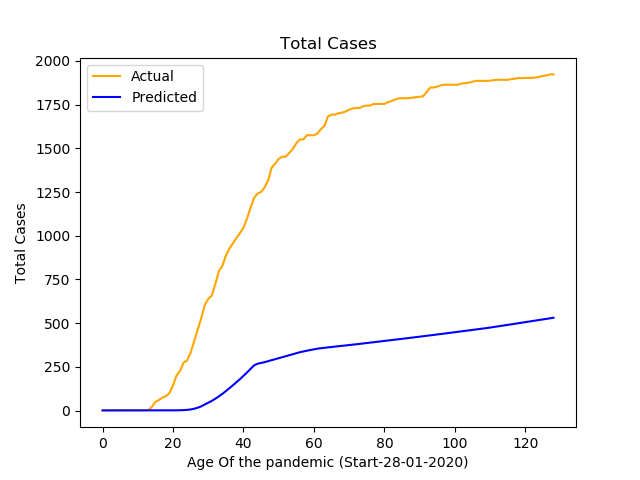 Total Cases
2000
1750
1500
1250
1000
750
500
250
0
Total Cases
Actual
Predicted
0 20 40 60 80 100 120
Age Of the pandemic (Start-28-01-2020)